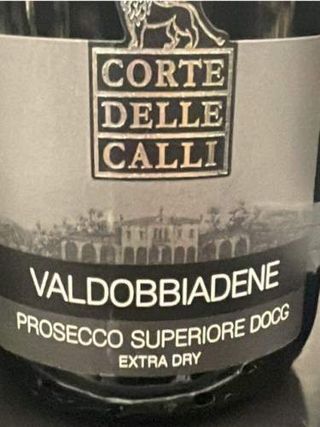 CORTE
DELLE
CALLI
VALDOBBIADENE
PROSECCO SUPERIORE DOCG
EXTRA DRY